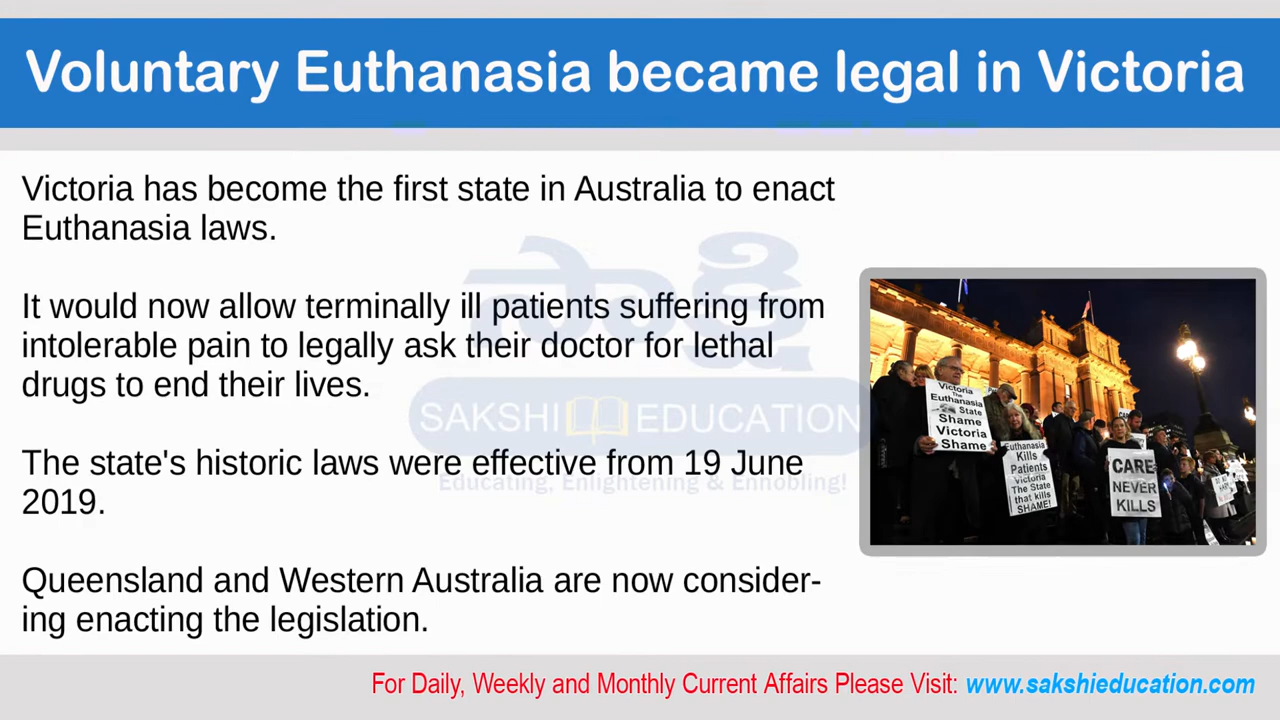 Voluntary Euthanasia became legal in Victoria
Victoria has become the first state in Australia to enact
Euthanasia laws.
It would now allow terminally ill patients suffering from
intolerable pain to legally ask their doctor for lethal
drugs to end their lives.
The state's historic laws were effective from 19 June
2019.
Queensland and Western Australia are now consider-
ing enacting the legislation.
సాక్షి
SAKSHI EDUCATION
Educating, Enlightening & Ennobling!
Victoria
The
Euthanasia
State
Shame
Victoria
Shame
Euthanasia
Kills
Patients
Victoria
The State
that kills
SHAME!
CARE
NEVER
KILLS
For Daily, Weekly and Monthly Current Affairs Please Visit: www.sakshieducation.com